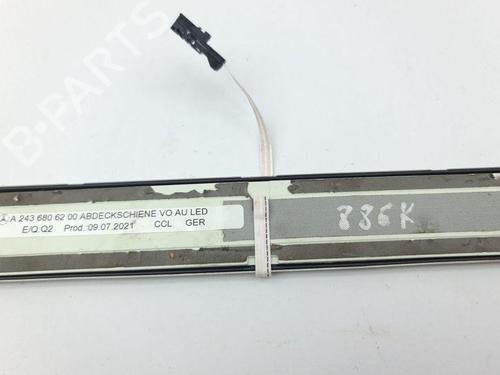 B-PARTS
A 243 680 62 00 ABDECKSCHIENE VO AU LED
E/Q:Q2 Prod.:09.07.2021 CCL GER
886K